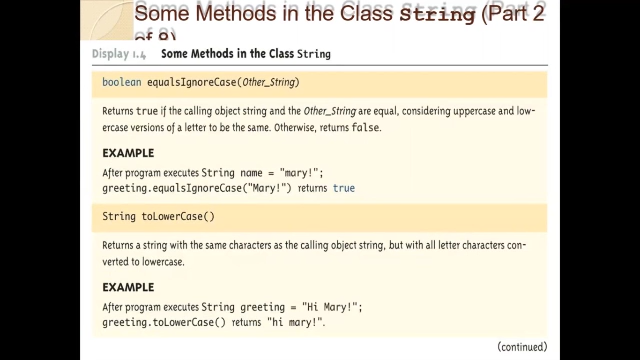 Some Methods in the Class String (Part 2
of 8)
Display 1.4 Some Methods in the Class String
boolean equalsIgnoreCase(Other_String)
Returns true if the calling object string and the Other_String are equal, considering uppercase and low-
ercase versions of a letter to be the same. Otherwise, returns false.
EXAMPLE
After program executes String name = "mary!";
greeting.equalsIgnoreCase("Mary!") returns true
String toLowerCase()
Returns a string with the same characters as the calling object string, but with all letter characters con-
verted to lowercase.
EXAMPLE
After program executes String greeting = "Hi Mary!";
greeting.toLowerCase() returns "hi mary!".
(continued)